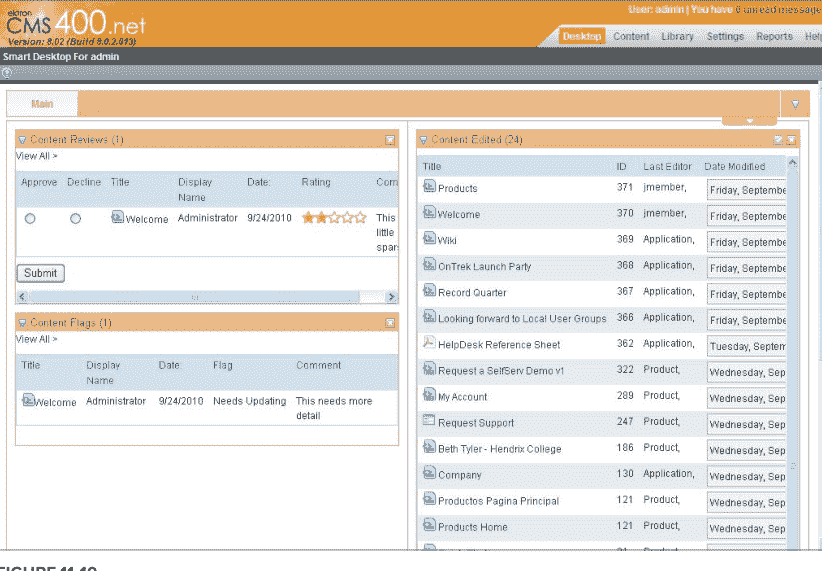 User: admin | You have 0 unread message
ektron
CMS400.net
Version: 8.02 (Build 8.0.2.013)
Desktop Content Library Settings Reports Help
Smart Desktop For admin
Main
Content Reviews (1)
View All >
Approve Decline Title Display Name Date: Rating Com
Welcome Administrator 9/24/2010 This
little
spar
Submit
Content Flags (1)
View All >
Title Display Name Date: Flag Comment
Welcome Administrator 9/24/2010 Needs Updating This needs more
detail
Content Edited (24)
Title ID Last Editor Date Modified
Products 371 jmember, Friday, Septembe
Welcome 370 jmember, Friday, Septembe
Wiki 369 Application, Friday, Septembe
OnTrek Launch Party 368 Application, Friday, Septembe
Record Quarter 367 Application, Friday, Septembe
Looking forward to Local User Groups 366 Application, Friday, Septembe
HelpDesk Reference Sheet 362 Application, Tuesday, Septem
Request a SelfServ Demo v1 322 Product, Wednesday, Sep
My Account 289 Product, Wednesday, Sep
Request Support 247 Product, Wednesday, Sep
Beth Tyler - Hendrix College 186 Product, Wednesday, Sep
Company 130 Application, Wednesday, Sep
Productos Pagina Principal 121 Product, Wednesday, Sep
Products Home 121 Product, Wednesday, Sep